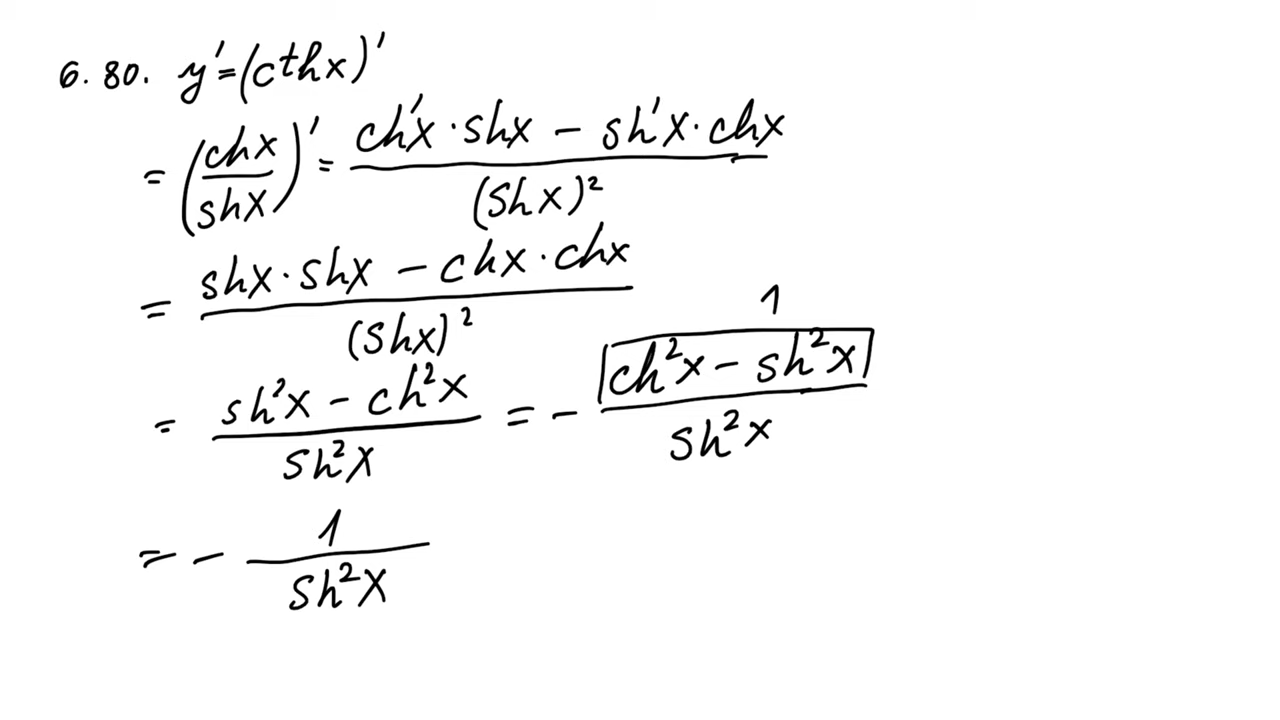 6.80. y' = (cthx)'
= (chx/shx)' = (ch'x · shx − sh'x · chx)/(shx)²
= (shx · shx − chx · chx)/(shx)²
= (sh²x − ch²x)/sh²x = − (ch²x − sh²x)/sh²x 1
= − 1/sh²x